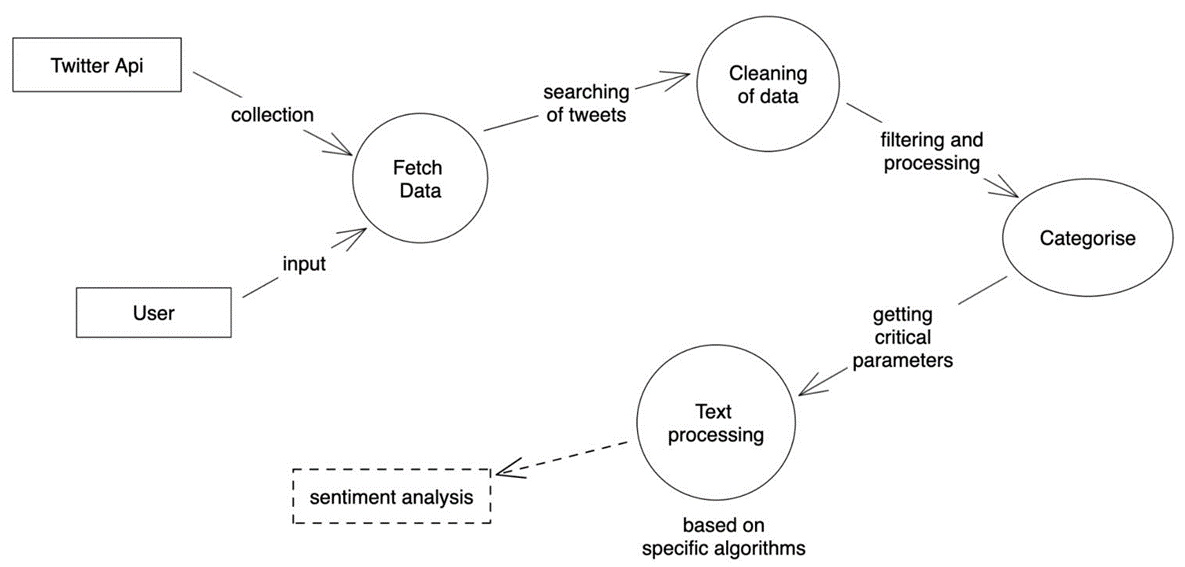 Twitter Api
collection
User
input
Fetch
Data
searching
of tweets
Cleaning
of data
filtering and
processing
Categorise
getting
critical
parameters
Text
processing
based on
specific algorithms
sentiment analysis